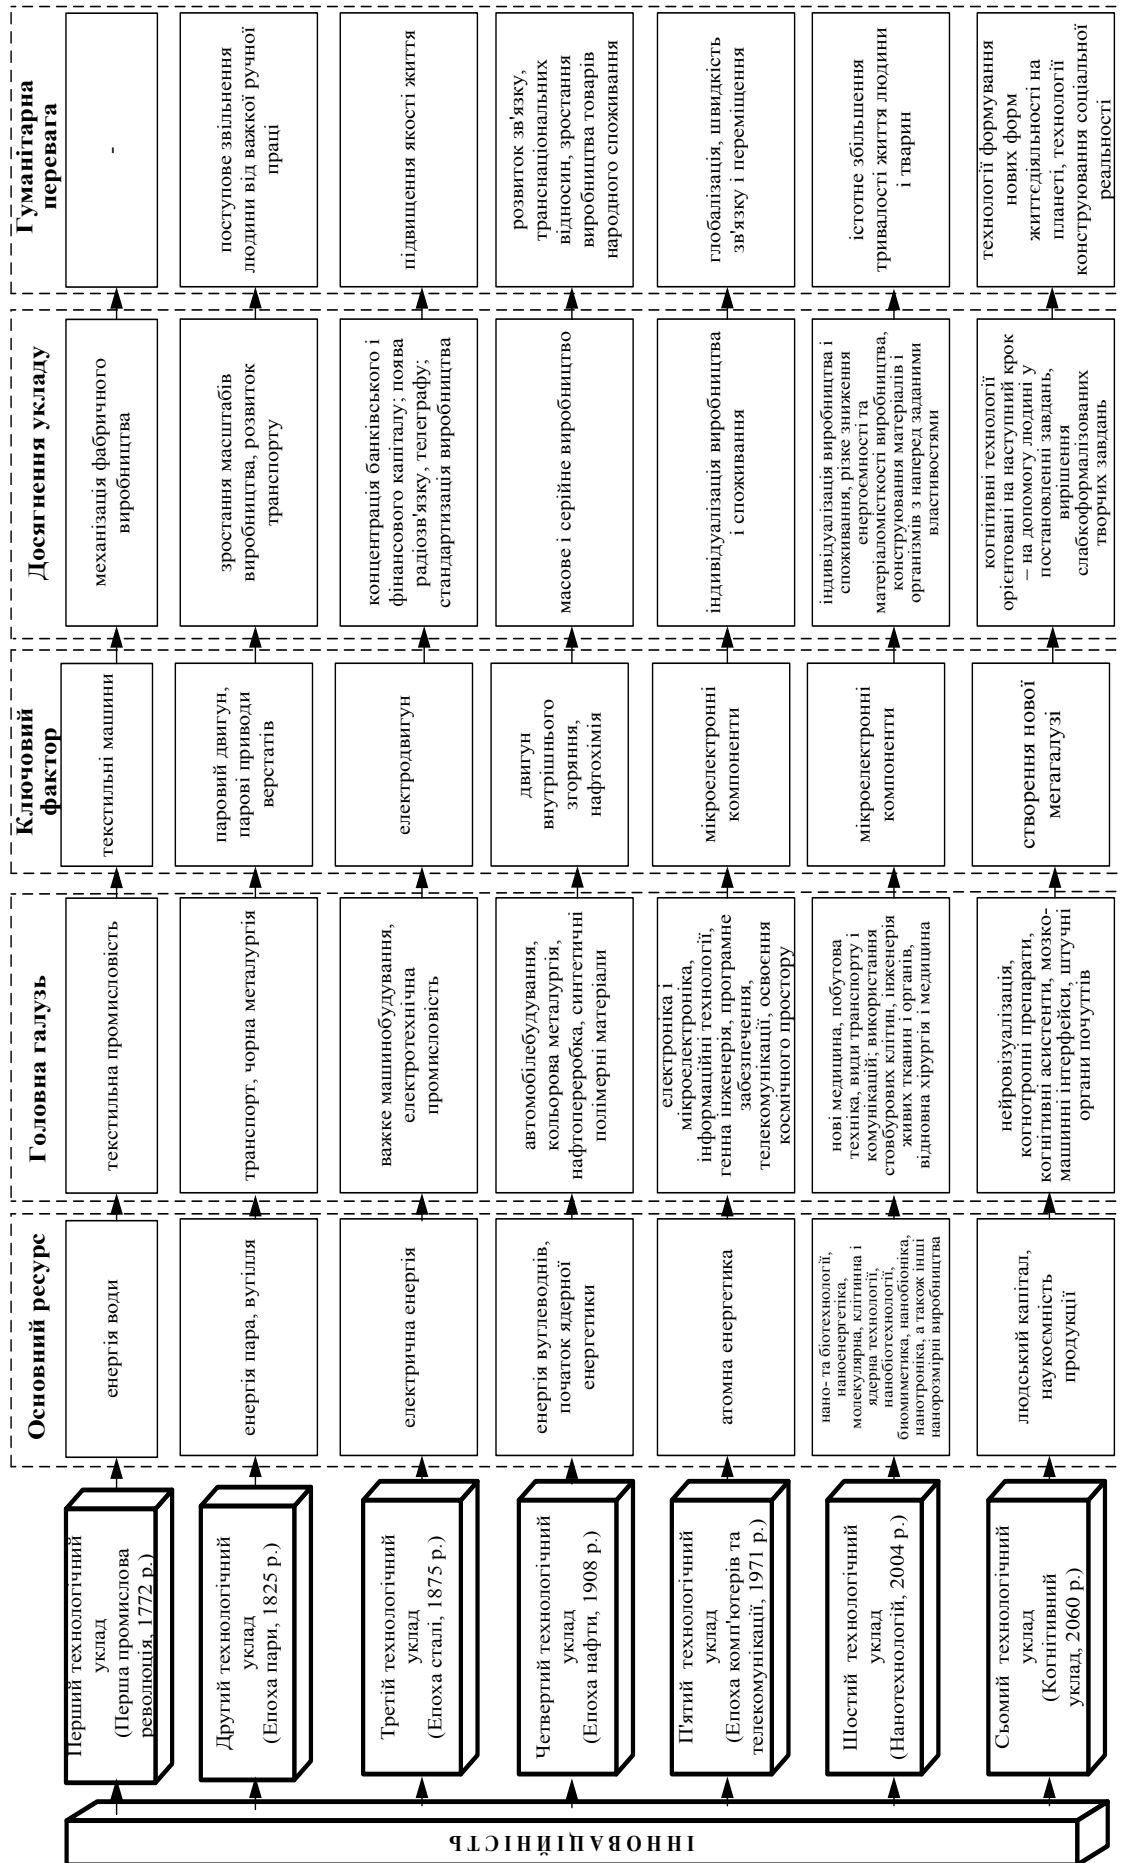 ІННОВАЦІЙНІСТЬ
Основний ресурс
Головна галузь
Ключовий
фактор
Досягнення укладу
Гуманітарна
перевага
Перший технологічний
уклад
(Перша промислова
революція, 1772 р.)
енергія води
текстильна промисловість
текстильні машини
механізація фабричного
виробництва
-
Другий технологічний
уклад
(Епоха пари, 1825 р.)
енергія пара, вугілля
транспорт, чорна металургія
паровий двигун,
парові приводи
верстатів
зростання масштабів
виробництва, розвиток
транспорту
поступове звільнення
людини від важкої ручної
праці
Третій технологічний
уклад
(Епоха сталі, 1875 р.)
електрична енергія
важке машинобудування,
електротехнічна
промисловість
електродвигун
концентрація банківського і
фінансового капіталу; поява
радіозв'язку, телеграфу;
стандартизація виробництва
підвищення якості життя
Четвертий технологічний
уклад
(Епоха нафти, 1908 р.)
енергія вуглеводнів,
початок ядерної
енергетики
автомобілебудування,
кольорова металургія,
нафтопереробка, синтетичні
полімерні матеріали
двигун
внутрішнього
згоряння,
нафтохімія
масове і серійне виробництво
розвиток зв'язку,
транснаціональних
відносин, зростання
виробництва товарів
народного споживання
П'ятий технологічний
уклад
(Епоха комп'ютерів та
телекомунікації, 1971 р.)
атомна енергетика
електроніка і
мікроелектроніка,
інформаційні технології,
генна інженерія, програмне
забезпечення,
телекомунікації, освоєння
космічного простору
мікроелектронні
компоненти
індивідуалізація виробництва
і споживання
глобалізація, швидкість
зв'язку і переміщення
Шостий технологічний
уклад
(Нанотехнологій, 2004 р.)
нано- та біотехнології,
наноенергетіка,
молекулярна, клітинна і
ядерна технології,
нанобіотехнології,
биомиметика, нанобіоніка,
нанотроніка, а також інші
нанорозмірні виробництва
нові медицина, побутова
техніка, види транспорту і
комунікацій; використання
стовбурових клітин, інженерія
живих тканин і органів,
відновна хірургія і медицина
мікроелектронні
компоненти
індивідуалізація виробництва і
споживання, різке зниження
енергоємності та
матеріаломісткості виробництва,
конструювання матеріалів і
організмів з наперед заданими
властивостями
істотне збільшення
тривалості життя людини
і тварин
Сьомий технологічний
уклад
(Когнітивний
уклад, 2060 р.)
людський капітал,
наукоємність
продукції
нейровізуалізація,
когнотропні препарати,
когнітивні асистенти, мозко-
машинні інтерфейси, штучні
органи почуттів
створення нової
мегагалузі
когнітивні технології
орієнтовані на наступний крок
– на допомогу людині у
постановленні завдань,
вирішення
слабкоформалізованих
творчих завдань
технології формування
нових форм
життєдіяльності на
планеті, технології
конструювання соціальної
реальності